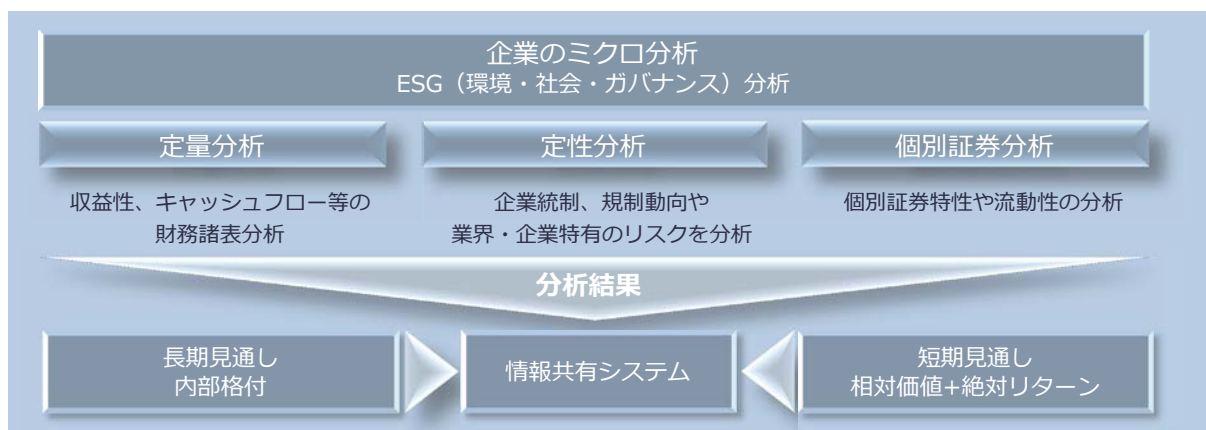 企業のミクロ分析
ESG（環境・社会・ガバナンス）分析
定量分析
収益性、キャッシュフロー等の
財務諸表分析
定性分析
企業統制、規制動向や
業界・企業特有のリスクを分析
個別証券分析
個別証券特性や流動性の分析
分析結果
長期見通し
内部格付
情報共有システム
短期見通し
相対価値+絶対リターン